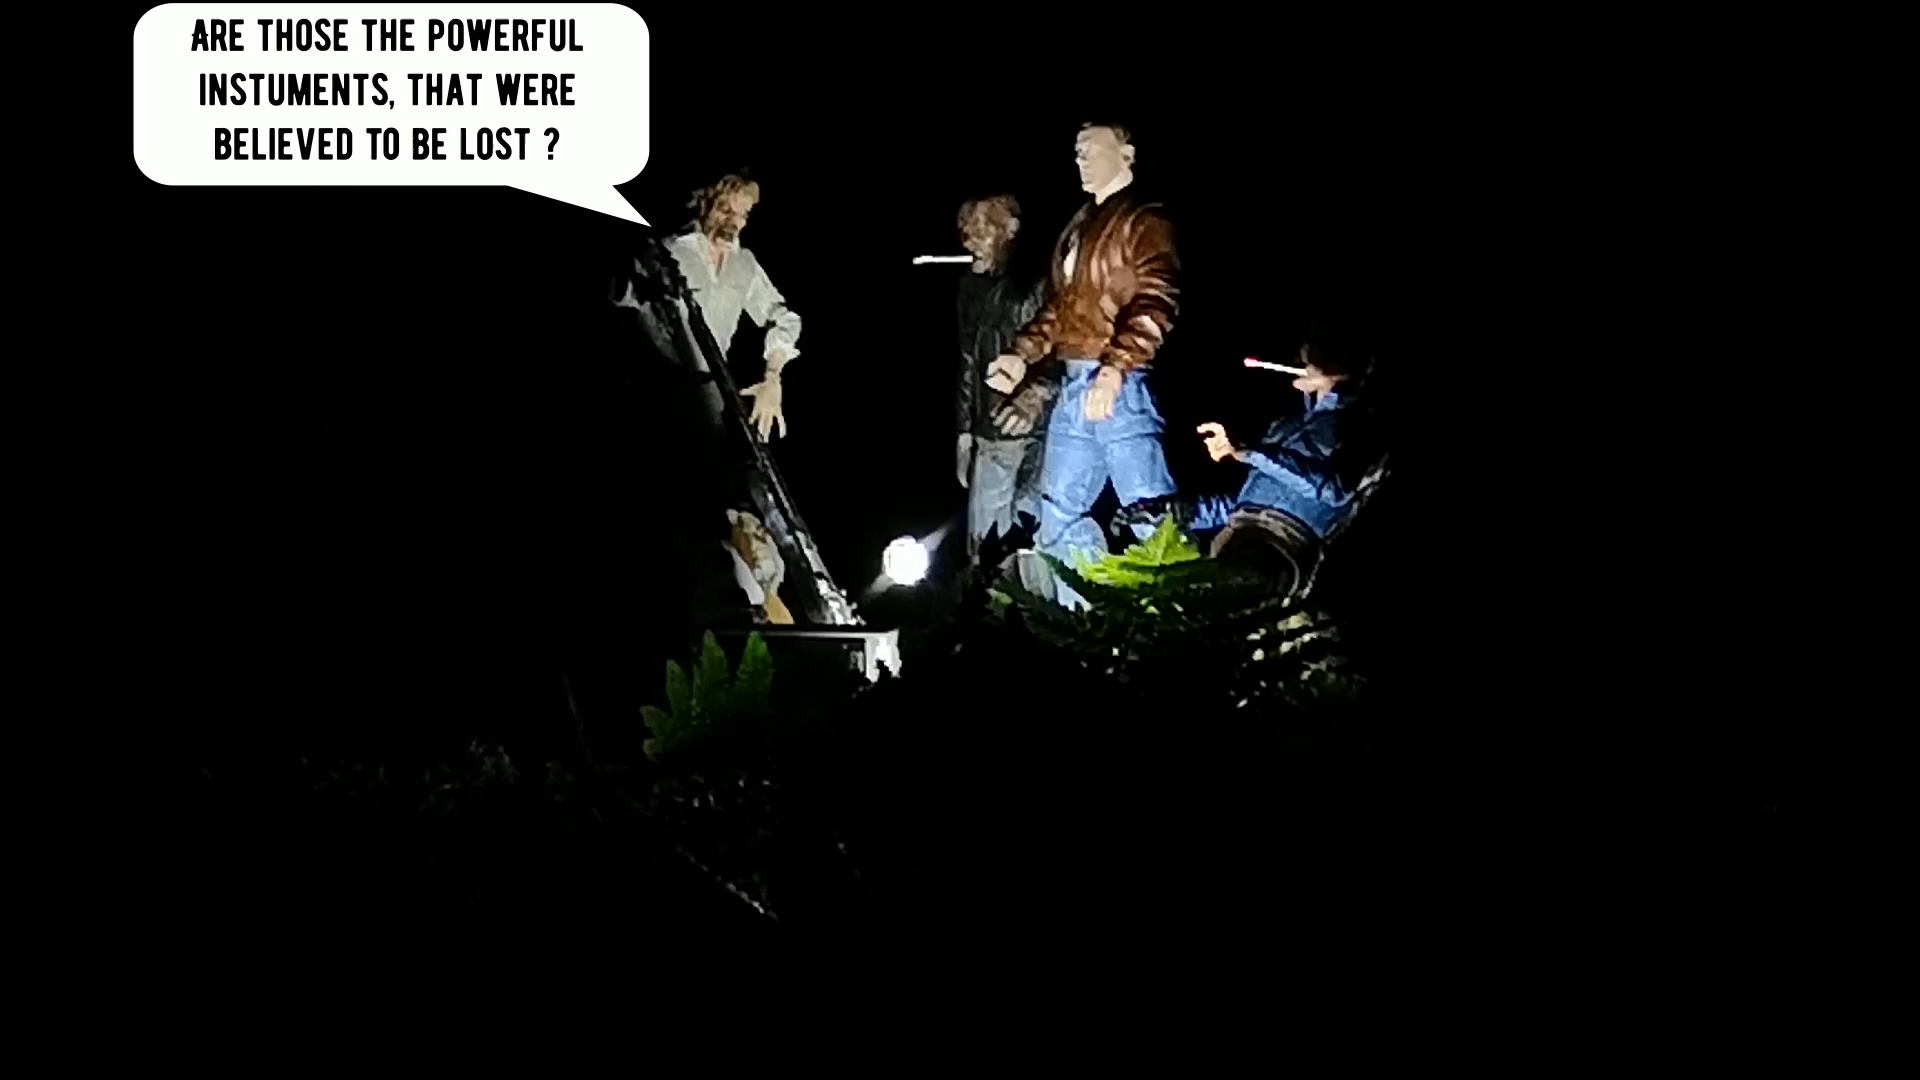 ARE THOSE THE POWERFUL
INSTUMENTS, THAT WERE
BELIEVED TO BE LOST ?